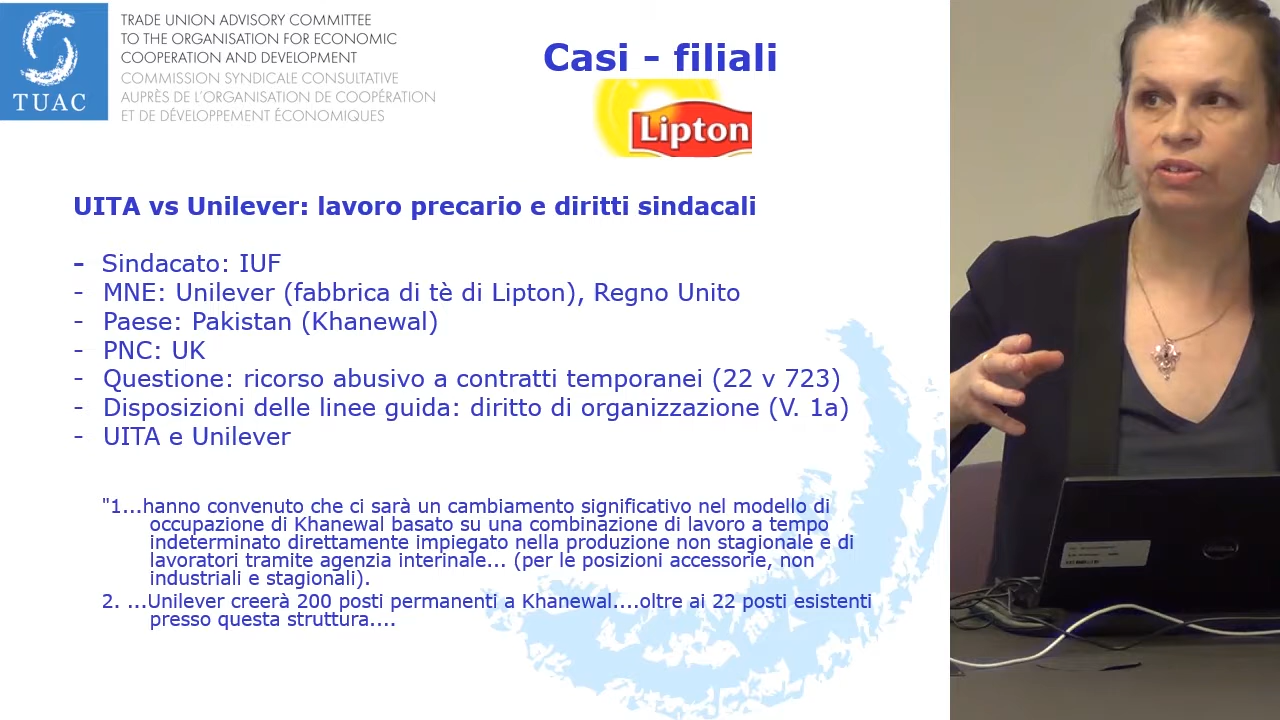 TRADE UNION ADVISORY COMMITTEE
TO THE ORGANISATION FOR ECONOMIC
COOPERATION AND DEVELOPMENT
COMMISSION SYNDICALE CONSULTATIVE
AUPRÈS DE L'ORGANISATION DE COOPÉRATION
ET DE DÉVELOPPEMENT ÉCONOMIQUES
TUAC
Casi - filiali
Lipton
UITA vs Unilever: lavoro precario e diritti sindacali
- Sindacato: IUF
- MNE: Unilever (fabbrica di tè di Lipton), Regno Unito
- Paese: Pakistan (Khanewal)
- PNC: UK
- Questione: ricorso abusivo a contratti temporanei (22 v 723)
- Disposizioni delle linee guida: diritto di organizzazione (V. 1a)
- UITA e Unilever
"1...hanno convenuto che ci sarà un cambiamento significativo nel modello di
occupazione di Khanewal basato su una combinazione di lavoro a tempo
indeterminato direttamente impiegato nella produzione non stagionale e di
lavoratori tramite agenzia interinale... (per le posizioni accessorie, non
industriali e stagionali).
2. ...Unilever creerà 200 posti permanenti a Khanewal....oltre ai 22 posti esistenti
presso questa struttura....
DELL